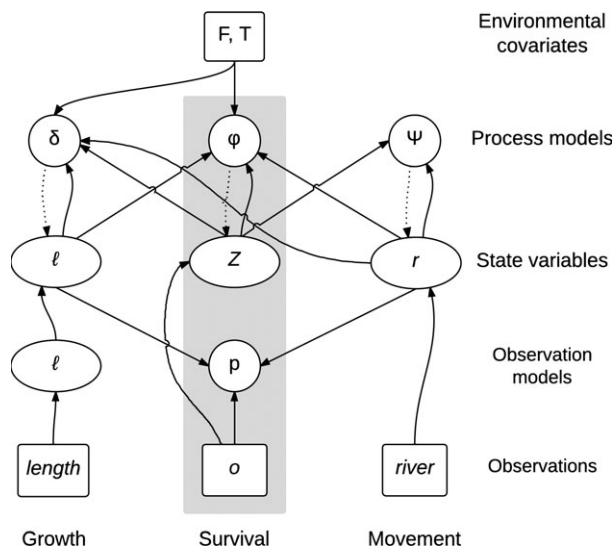 F, T
Environmental
covariates
δ
φ
Ψ
Process models
ℓ
Z
r
State variables
ℓ
p
Observation
models
length
o
river
Observations
Growth
Survival
Movement